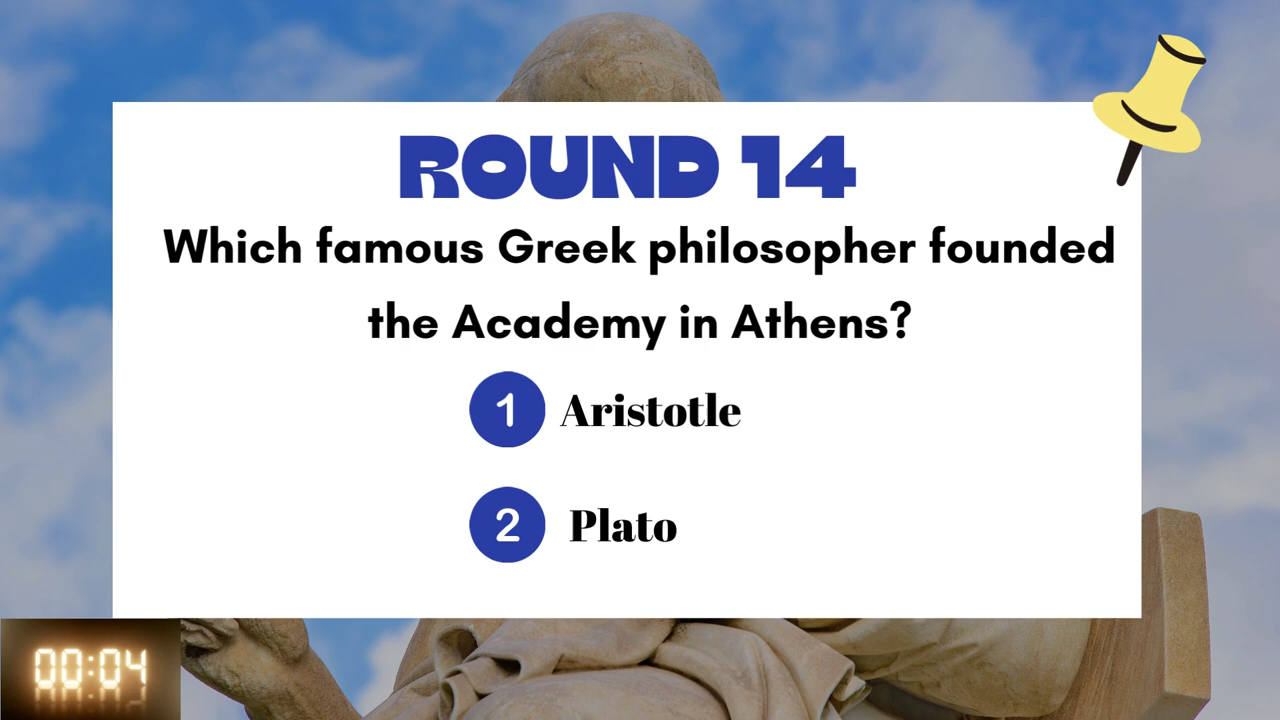 ROUND 14
Which famous Greek philosopher founded
the Academy in Athens?
1 Aristotle
2 Plato
00:04